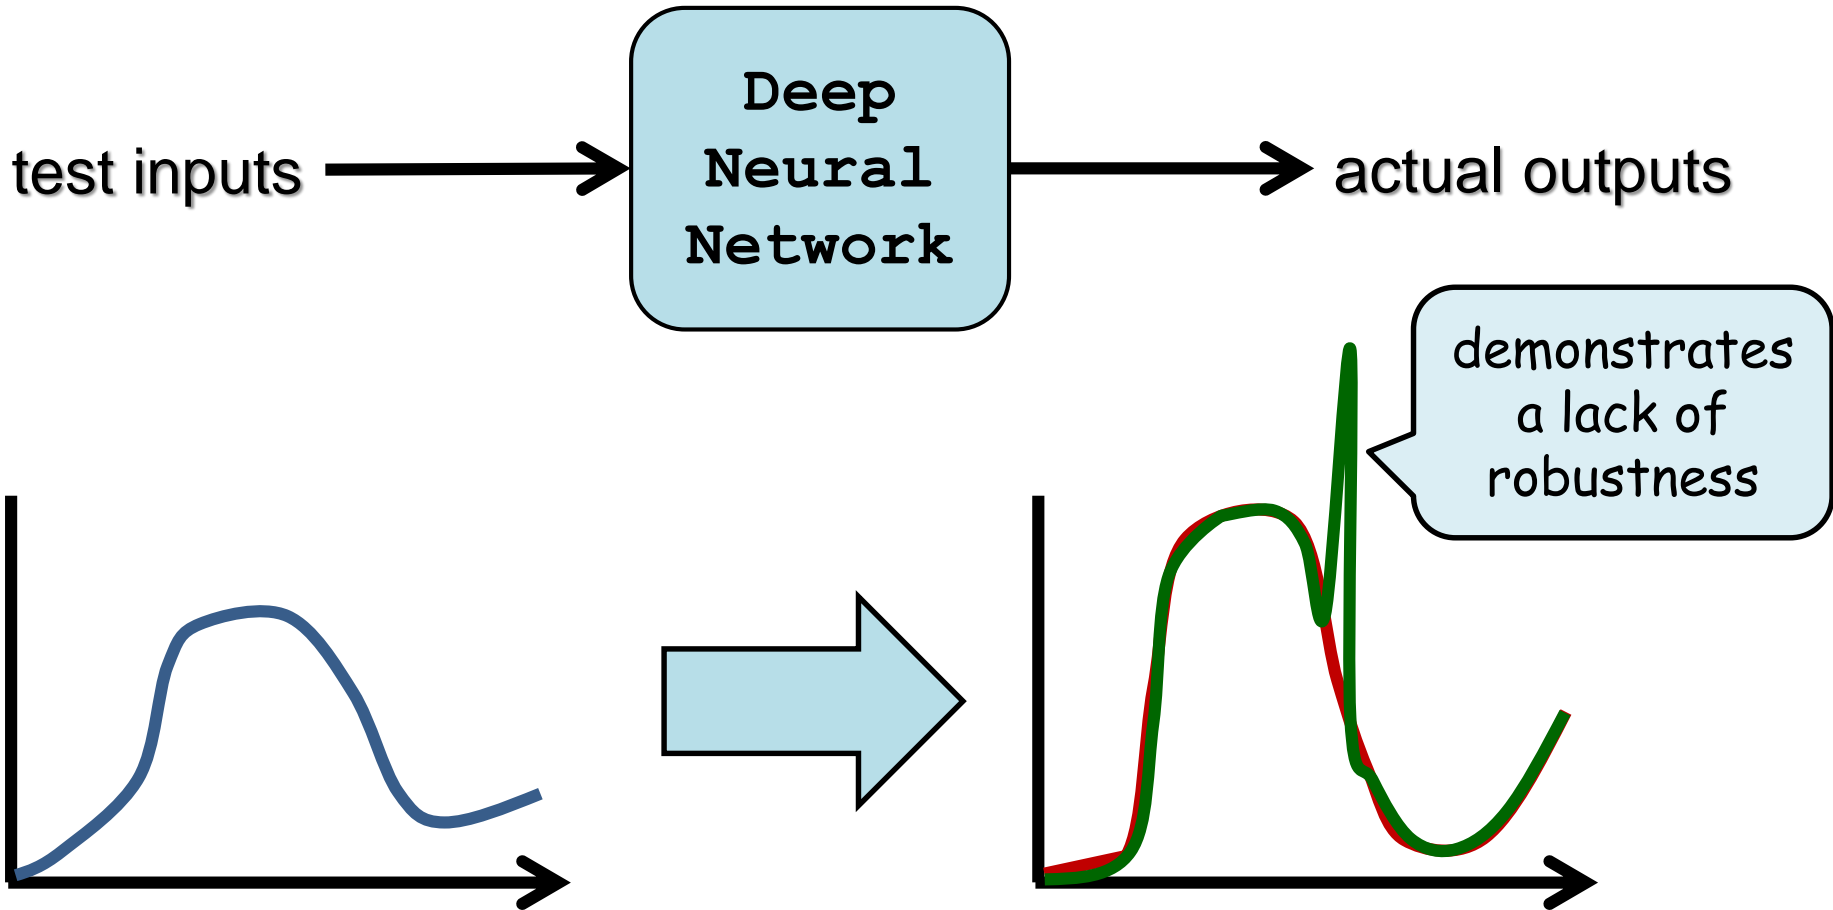 test inputs
Deep
Neural
Network
actual outputs
demonstrates
a lack of
robustness